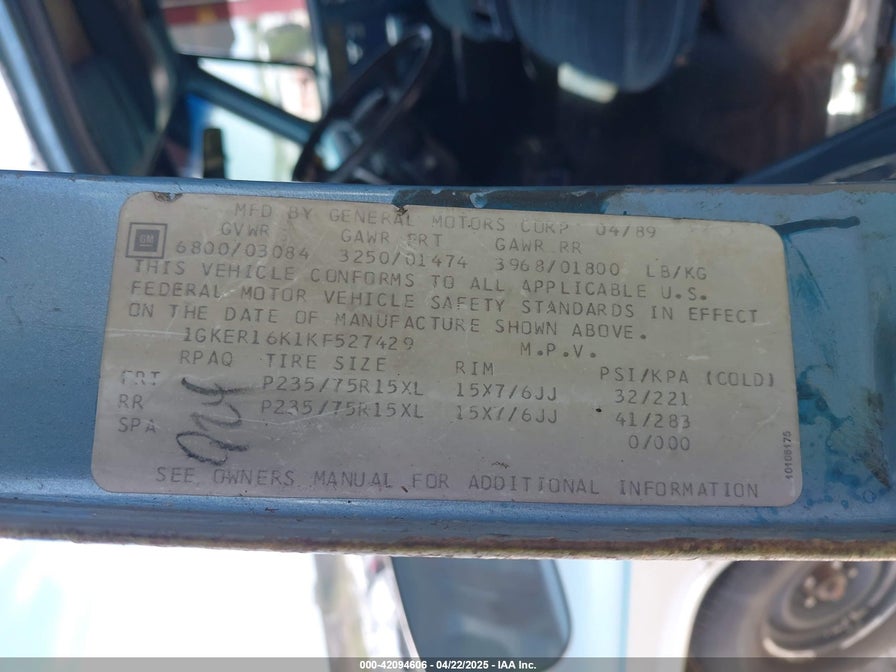 MFD BY GENERAL MOTORS CORP 04/89
GVWR GAWR FRT GAWR RR
GM
6800/03084 3250/01474 3968/01800 LB/KG
THIS VEHICLE CONFORMS TO ALL APPLICABLE U.S.
FEDERAL MOTOR VEHICLE SAFETY STANDARDS IN EFFECT
ON THE DATE OF MANUFACTURE SHOWN ABOVE.
1GKER16K1KF527429 M.P.V.
RPAQ TIRE SIZE RIM PSI/KPA (COLD)
FRT P235/75R15XL 15X7/6JJ 32/221
RR P235/75R15XL 15X7/6JJ 41/283
SPA 0/000
SEE OWNERS MANUAL FOR ADDITIONAL INFORMATION
000-42094606 - 04/22/2025 - IAA Inc.